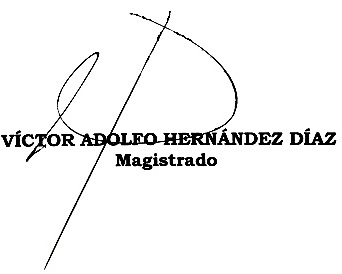 VÍCTOR ADOLFO HERNÁNDEZ DÍAZ
Magistrado